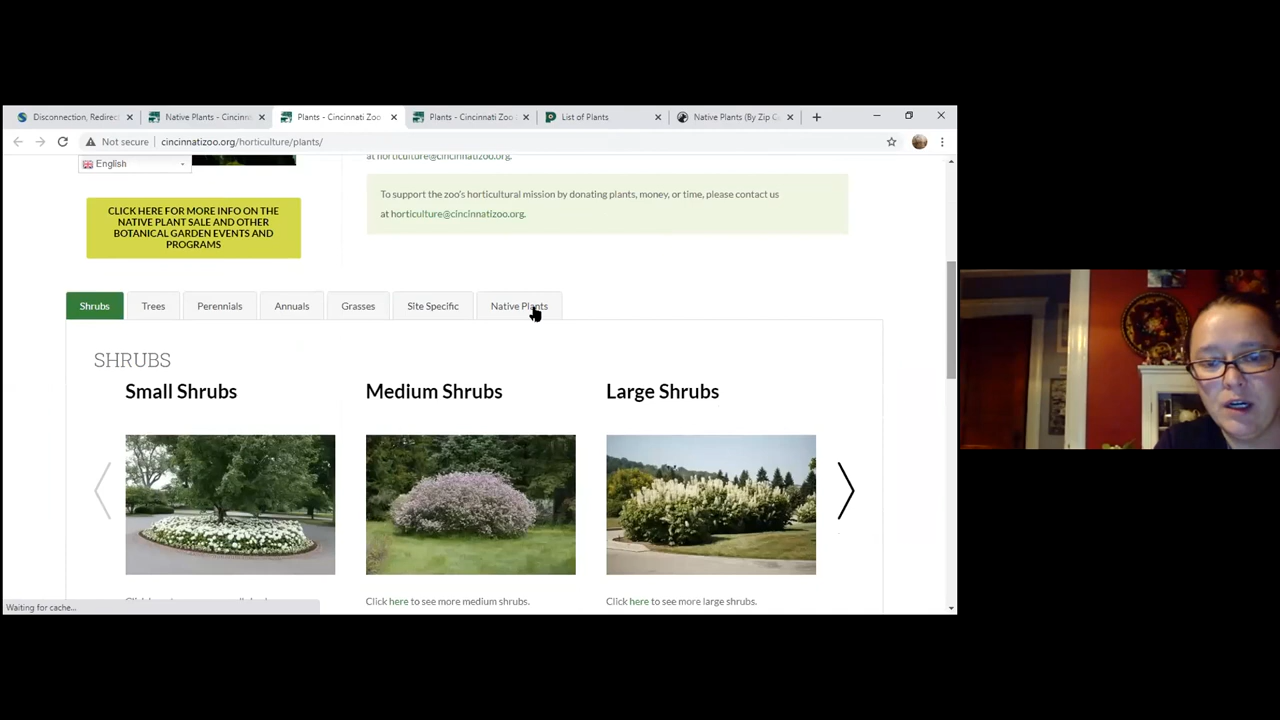 Disconnection, Redirect
Native Plants - Cincinna
Plants - Cincinnati Zoo
Plants - Cincinnati Zoo
List of Plants
Native Plants (By Zip C
Not secure
cincinnatizoo.org/horticulture/plants/
English
at horticulture@cincinnatizoo.org.
CLICK HERE FOR MORE INFO ON THE
NATIVE PLANT SALE AND OTHER
BOTANICAL GARDEN EVENTS AND
PROGRAMS
To support the zoo's horticultural mission by donating plants, money, or time, please contact us
at horticulture@cincinnatizoo.org.
Shrubs
Trees
Perennials
Annuals
Grasses
Site Specific
Native Plants
SHRUBS
Small Shrubs
Medium Shrubs
Large Shrubs
Click here to see more medium shrubs.
Click here to see more large shrubs.
Waiting for cache...